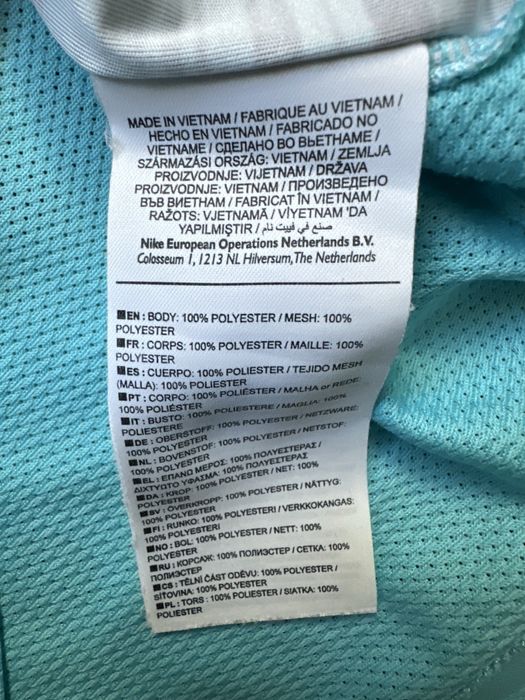 MADE IN VIETNAM / FABRIQUE AU VIETNAM /
HECHO EN VIETNAM / FABRICADO NO
VIETNAME / СДЕЛАНО ВО ВЬЕТНАМЕ /
SZÁRMAZÁSI ORSZÁG: VIETNAM / ZEMLJA
PROIZVODNJE: VIJETNAM / DRŽAVA
PROIZVODNJE: VIETNAM / ПРОИЗВЕДЕНО
ВЪВ ВИЕТНАМ / FABRICAT ÎN VIETNAM /
RAŽOTS: VJETNAMĀ / VİYETNAM 'DA
YAPILMIŞTIR / صنع في فييت نام
Nike European Operations Netherlands B.V.
Colosseum 1, 1213 NL Hilversum, The Netherlands
EN : BODY: 100% POLYESTER / MESH: 100%
POLYESTER
FR : CORPS: 100% POLYESTER / MAILLE: 100%
POLYESTER
ES : CUERPO: 100% POLIESTER / TEJIDO MESH
(MALLA): 100% POLIESTER
PT : CORPO: 100% POLIÉSTER / MALHA or REDE:
100% POLIÉSTER
IT : BUSTO: 100% POLIESTERE / MAGLIA: 100%
POLIESTERE
DE : OBERSTOFF: 100% POLYESTER / NETZWARE:
100% POLYESTER
NL : BOVENSTOF: 100% POLYESTER / NETSTOF:
100% POLYESTER
EL : ΕΠΑΝΩ ΜΕΡΟΣ: 100% ΠΟΛΥΕΣΤΕΡΑΣ /
ΔΙΧΤΥΩΤΟ ΥΦΑΣΜΑ: 100% ΠΟΛΥΕΣΤΕΡΑΣ
DA : KROP: 100% POLYESTER / NET: 100%
POLYESTER
SV : ÖVERKROPP: 100% POLYESTER / NÄTTYG:
100% POLYESTER
FI : RUNKO: 100% POLYESTERI / VERKKOKANGAS:
100% POLYESTERI
NO : BOL: 100% POLYESTER / NETT: 100%
POLYESTER
RU : КОРСАЖ: 100% ПОЛИЭСТЕР / СЕТКА: 100%
ПОЛИЭСТЕР
CS : TĚLNÍ ČÁST ODĚVU: 100% POLYESTER /
SÍŤOVINA: 100% POLYESTER
PL : TORS : 100% POLIESTER / SIATKA: 100%
POLIESTER